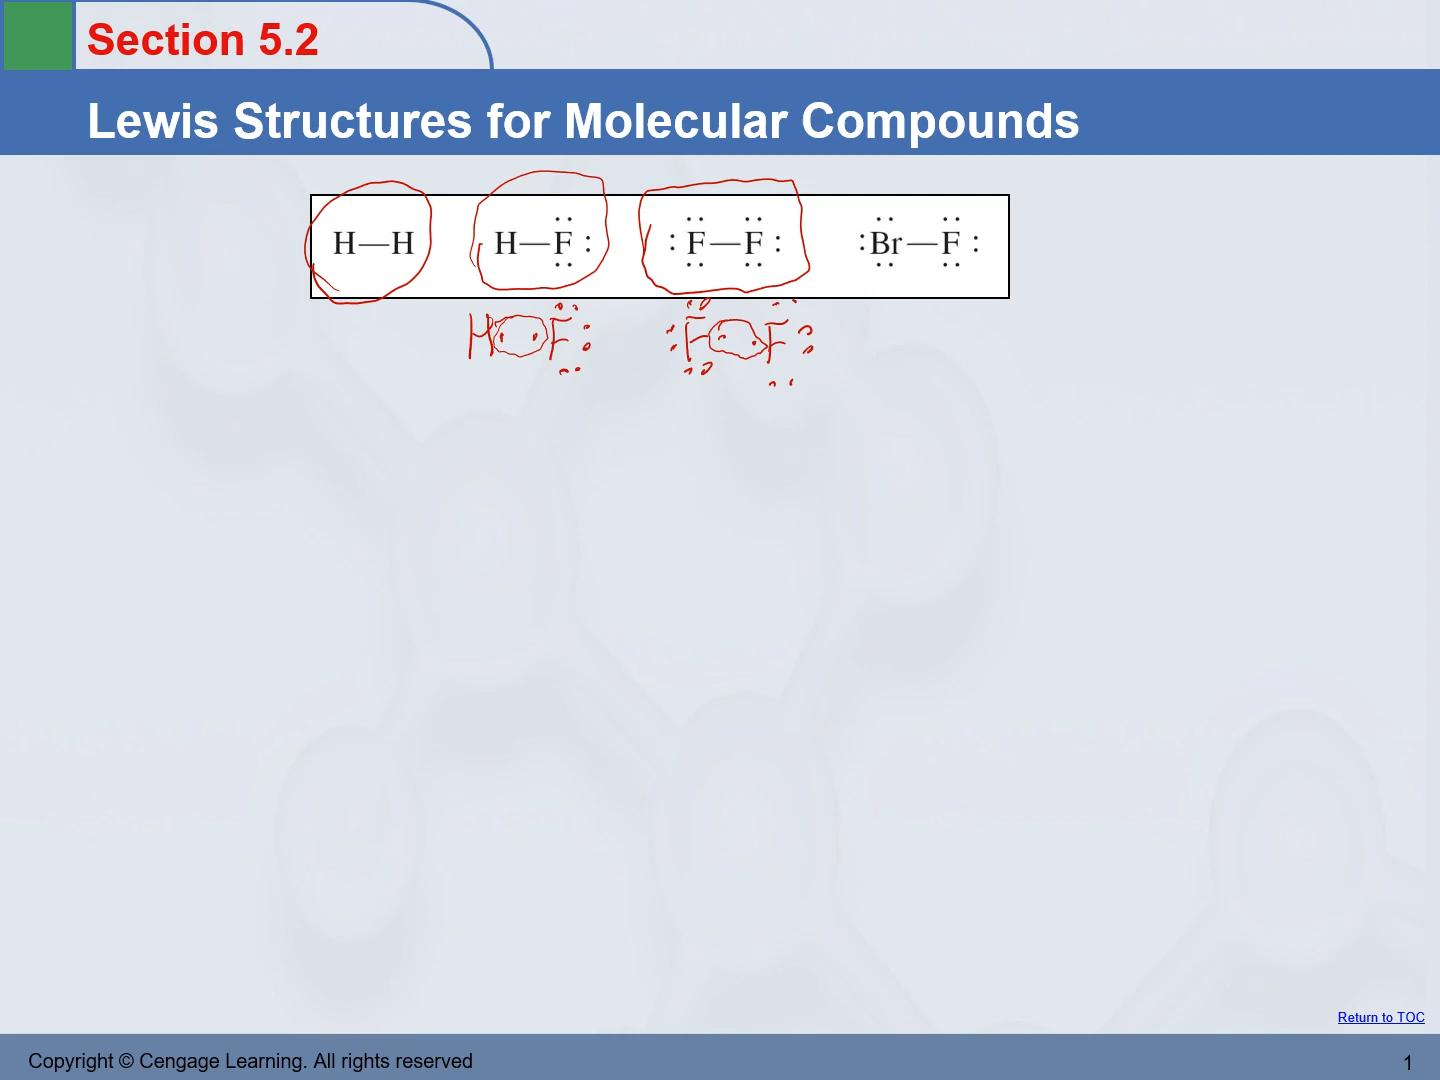 Section 5.2
Lewis Structures for Molecular Compounds
H—H H—F: :F—F: :Br—F:
H··F: :F··F:
Return to TOC
Copyright © Cengage Learning. All rights reserved 1